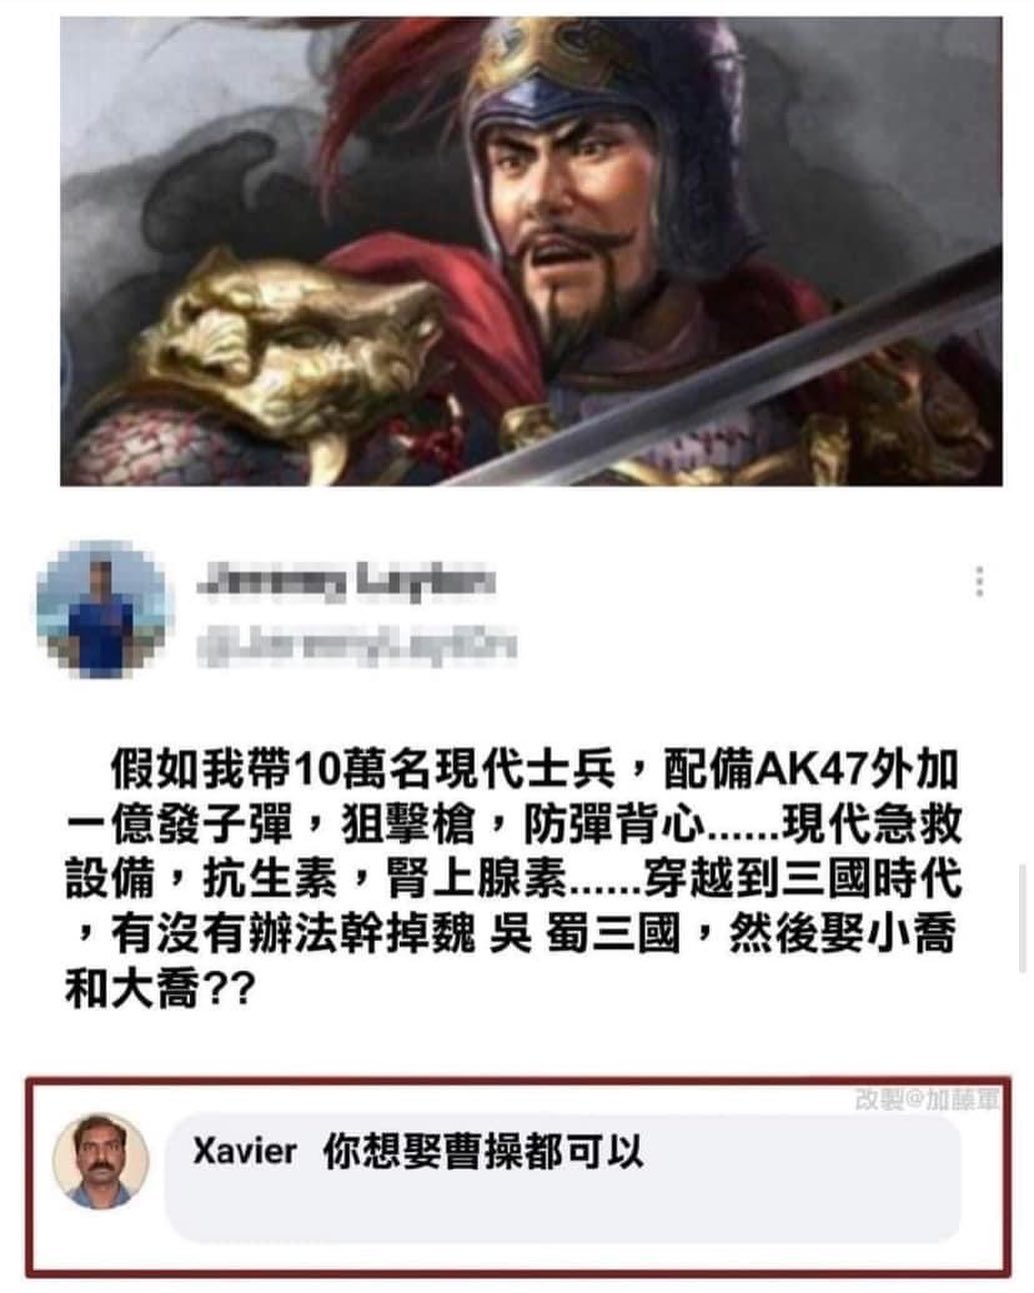 假如我帶10萬名現代士兵，配備AK47外加
一億發子彈，狙擊槍，防彈背心......現代急救
設備，抗生素，腎上腺素......穿越到三國時代
，有沒有辦法幹掉魏 吳 蜀三國，然後娶小喬
和大喬??
改製@加藤軍
Xavier 你想娶曹操都可以